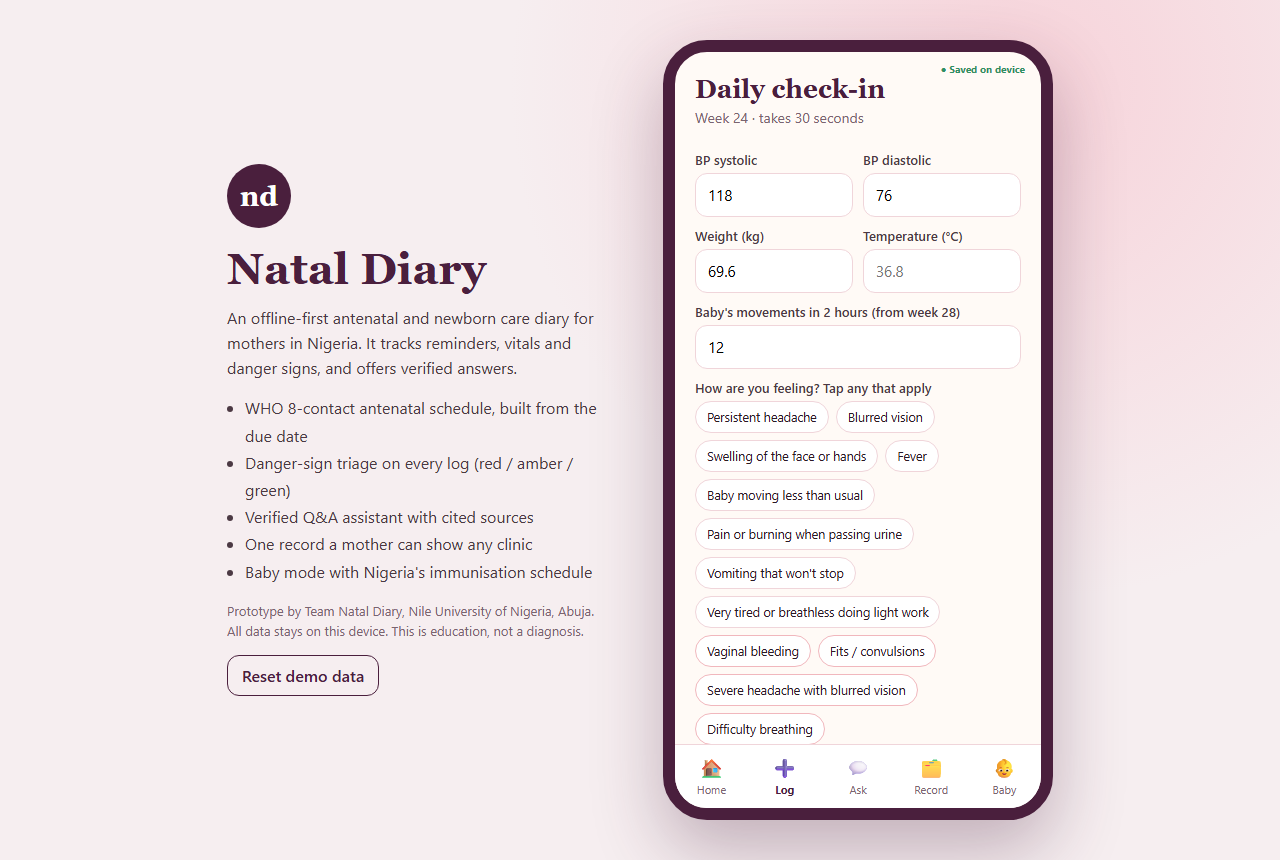 nd
Natal Diary
An offline-first antenatal and newborn care diary for
mothers in Nigeria. It tracks reminders, vitals and
danger signs, and offers verified answers.
• WHO 8-contact antenatal schedule, built from the
due date
• Danger-sign triage on every log (red / amber /
green)
• Verified Q&A assistant with cited sources
• One record a mother can show any clinic
• Baby mode with Nigeria's immunisation schedule
Prototype by Team Natal Diary, Nile University of Nigeria, Abuja.
All data stays on this device. This is education, not a diagnosis.
Reset demo data
● Saved on device
Daily check-in
Week 24 · takes 30 seconds
BP systolic BP diastolic
118 76
Weight (kg) Temperature (°C)
69.6 36.8
Baby's movements in 2 hours (from week 28)
12
How are you feeling? Tap any that apply
Persistent headache Blurred vision
Swelling of the face or hands Fever
Baby moving less than usual
Pain or burning when passing urine
Vomiting that won't stop
Very tired or breathless doing light work
Vaginal bleeding Fits / convulsions
Severe headache with blurred vision
Difficulty breathing
Home Log Ask Record Baby